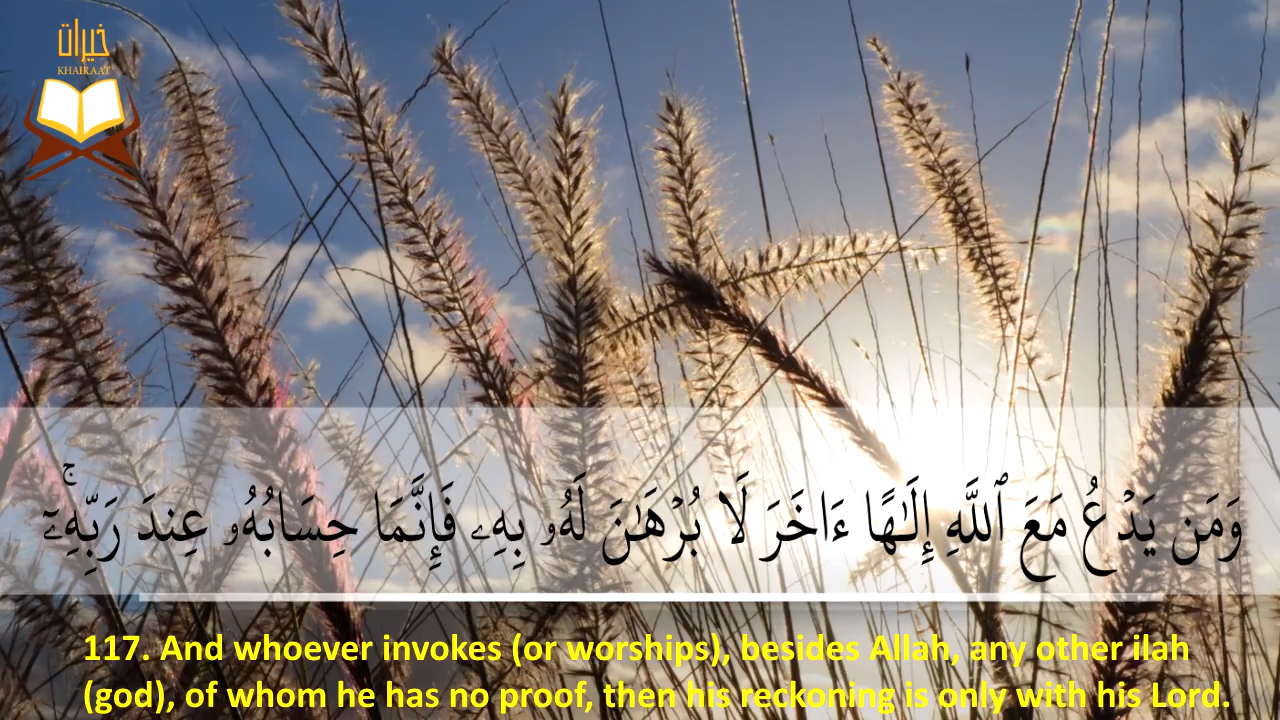 خيرات
KHAIRAAT
وَمَن يَدْعُ مَعَ ٱللَّهِ إِلَـٰهًا ءَاخَرَ لَا بُرْهَـٰنَ لَهُۥ بِهِۦ فَإِنَّمَا حِسَابُهُۥ عِندَ رَبِّهِۦٓ ۚ
117. And whoever invokes (or worships), besides Allah, any other ilah
(god), of whom he has no proof, then his reckoning is only with his Lord.